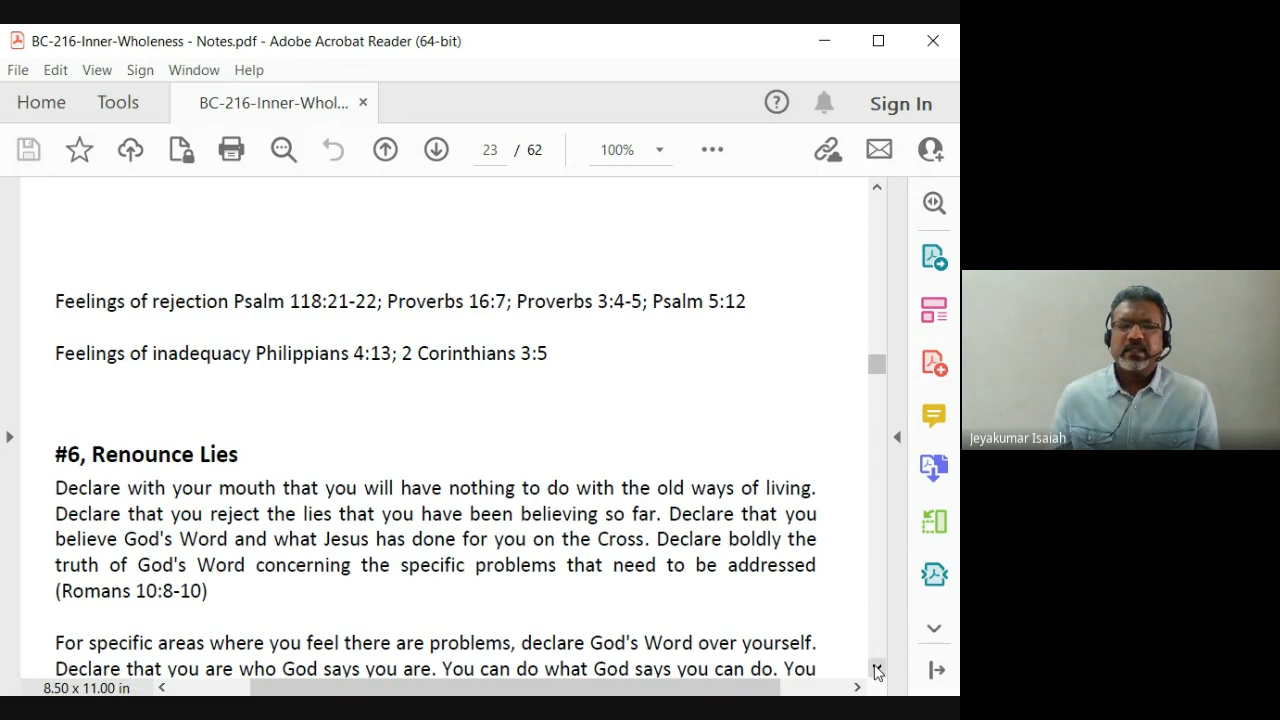 BC-216-Inner-Wholeness - Notes.pdf - Adobe Acrobat Reader (64-bit)
File Edit View Sign Window Help
Home Tools BC-216-Inner-Whol... × Sign In
23 / 62 100%
Feelings of rejection Psalm 118:21-22; Proverbs 16:7; Proverbs 3:4-5; Psalm 5:12
Feelings of inadequacy Philippians 4:13; 2 Corinthians 3:5
#6, Renounce Lies
Declare with your mouth that you will have nothing to do with the old ways of living.
Declare that you reject the lies that you have been believing so far. Declare that you
believe God's Word and what Jesus has done for you on the Cross. Declare boldly the
truth of God's Word concerning the specific problems that need to be addressed
(Romans 10:8-10)
For specific areas where you feel there are problems, declare God's Word over yourself.
Declare that you are who God says you are. You can do what God says you can do. You
8.50 x 11.00 in
Jeyakumar Isaiah